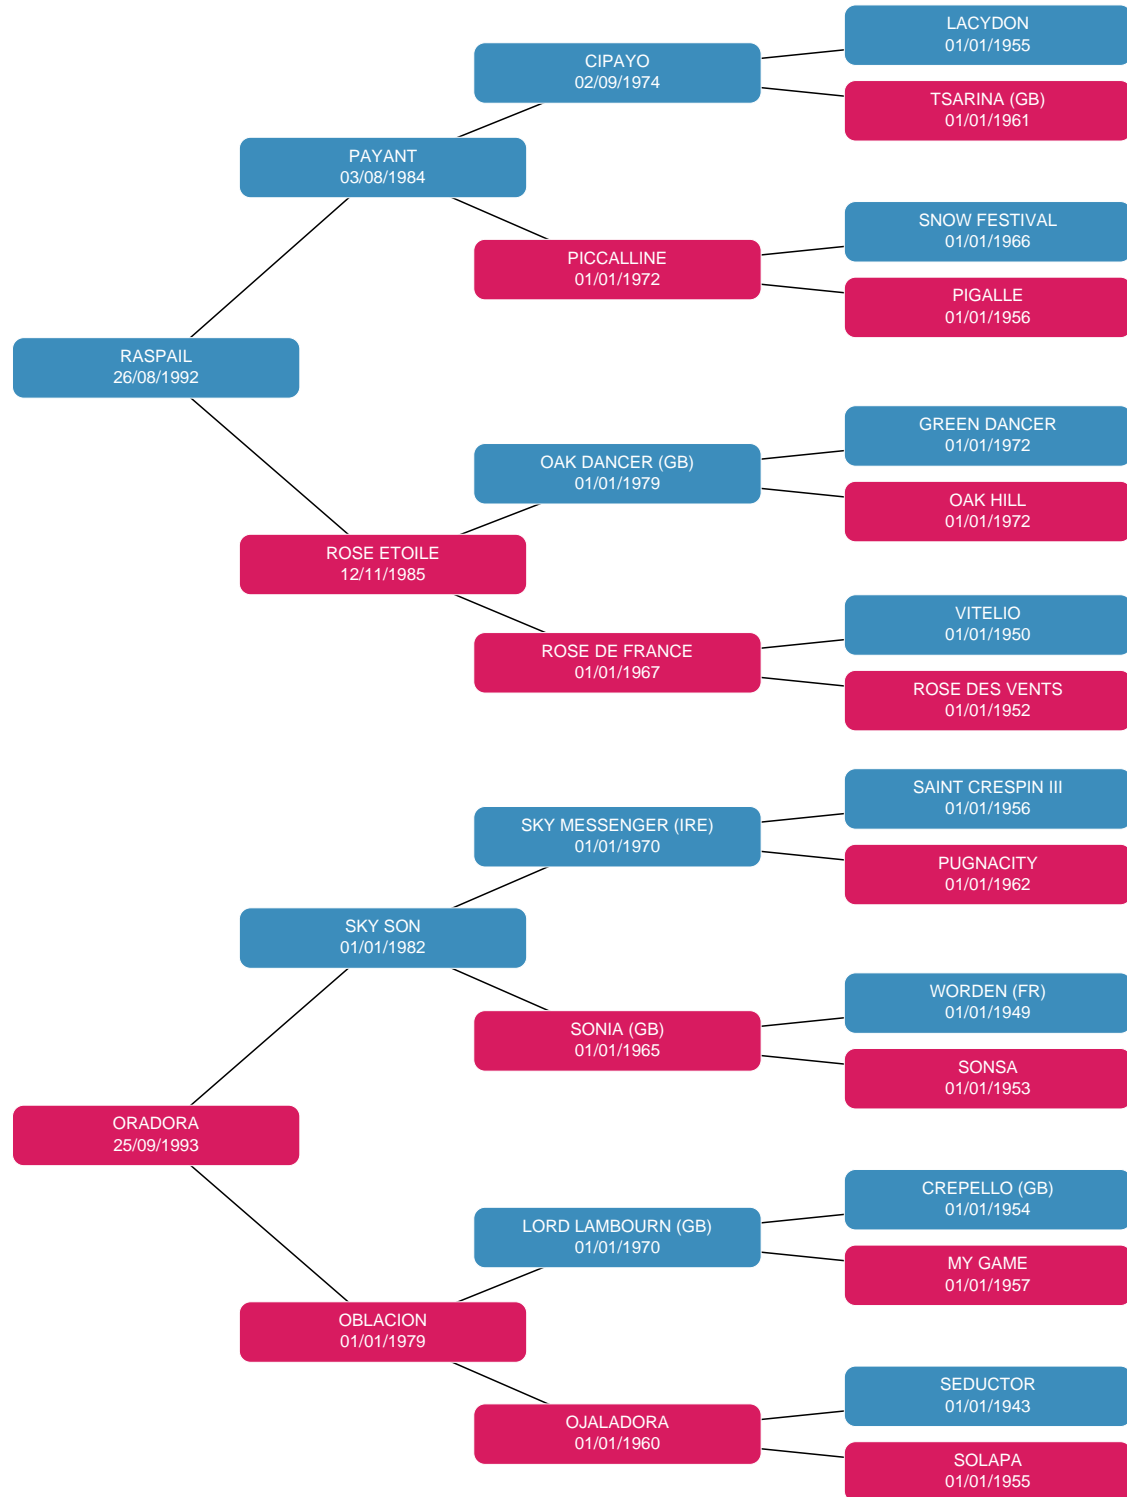 LACYDON
01/01/1955
CIPAYO
02/09/1974
TSARINA (GB)
01/01/1961
PAYANT
03/08/1984
SNOW FESTIVAL
01/01/1966
PICCALLINE
01/01/1972
PIGALLE
01/01/1956
RASPAIL
26/08/1992
GREEN DANCER
01/01/1972
OAK DANCER (GB)
01/01/1979
OAK HILL
01/01/1972
ROSE ETOILE
12/11/1985
VITELIO
01/01/1950
ROSE DE FRANCE
01/01/1967
ROSE DES VENTS
01/01/1952
SAINT CRESPIN III
01/01/1956
SKY MESSENGER (IRE)
01/01/1970
PUGNACITY
01/01/1962
SKY SON
01/01/1982
WORDEN (FR)
01/01/1949
SONIA (GB)
01/01/1965
SONSA
01/01/1953
ORADORA
25/09/1993
CREPELLO (GB)
01/01/1954
LORD LAMBOURN (GB)
01/01/1970
MY GAME
01/01/1957
OBLACION
01/01/1979
SEDUCTOR
01/01/1943
OJALADORA
01/01/1960
SOLAPA
01/01/1955